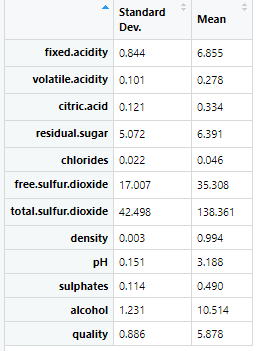 Standard Dev. Mean
fixed.acidity 0.844 6.855
volatile.acidity 0.101 0.278
citric.acid 0.121 0.334
residual.sugar 5.072 6.391
chlorides 0.022 0.046
free.sulfur.dioxide 17.007 35.308
total.sulfur.dioxide 42.498 138.361
density 0.003 0.994
pH 0.151 3.188
sulphates 0.114 0.490
alcohol 1.231 10.514
quality 0.886 5.878